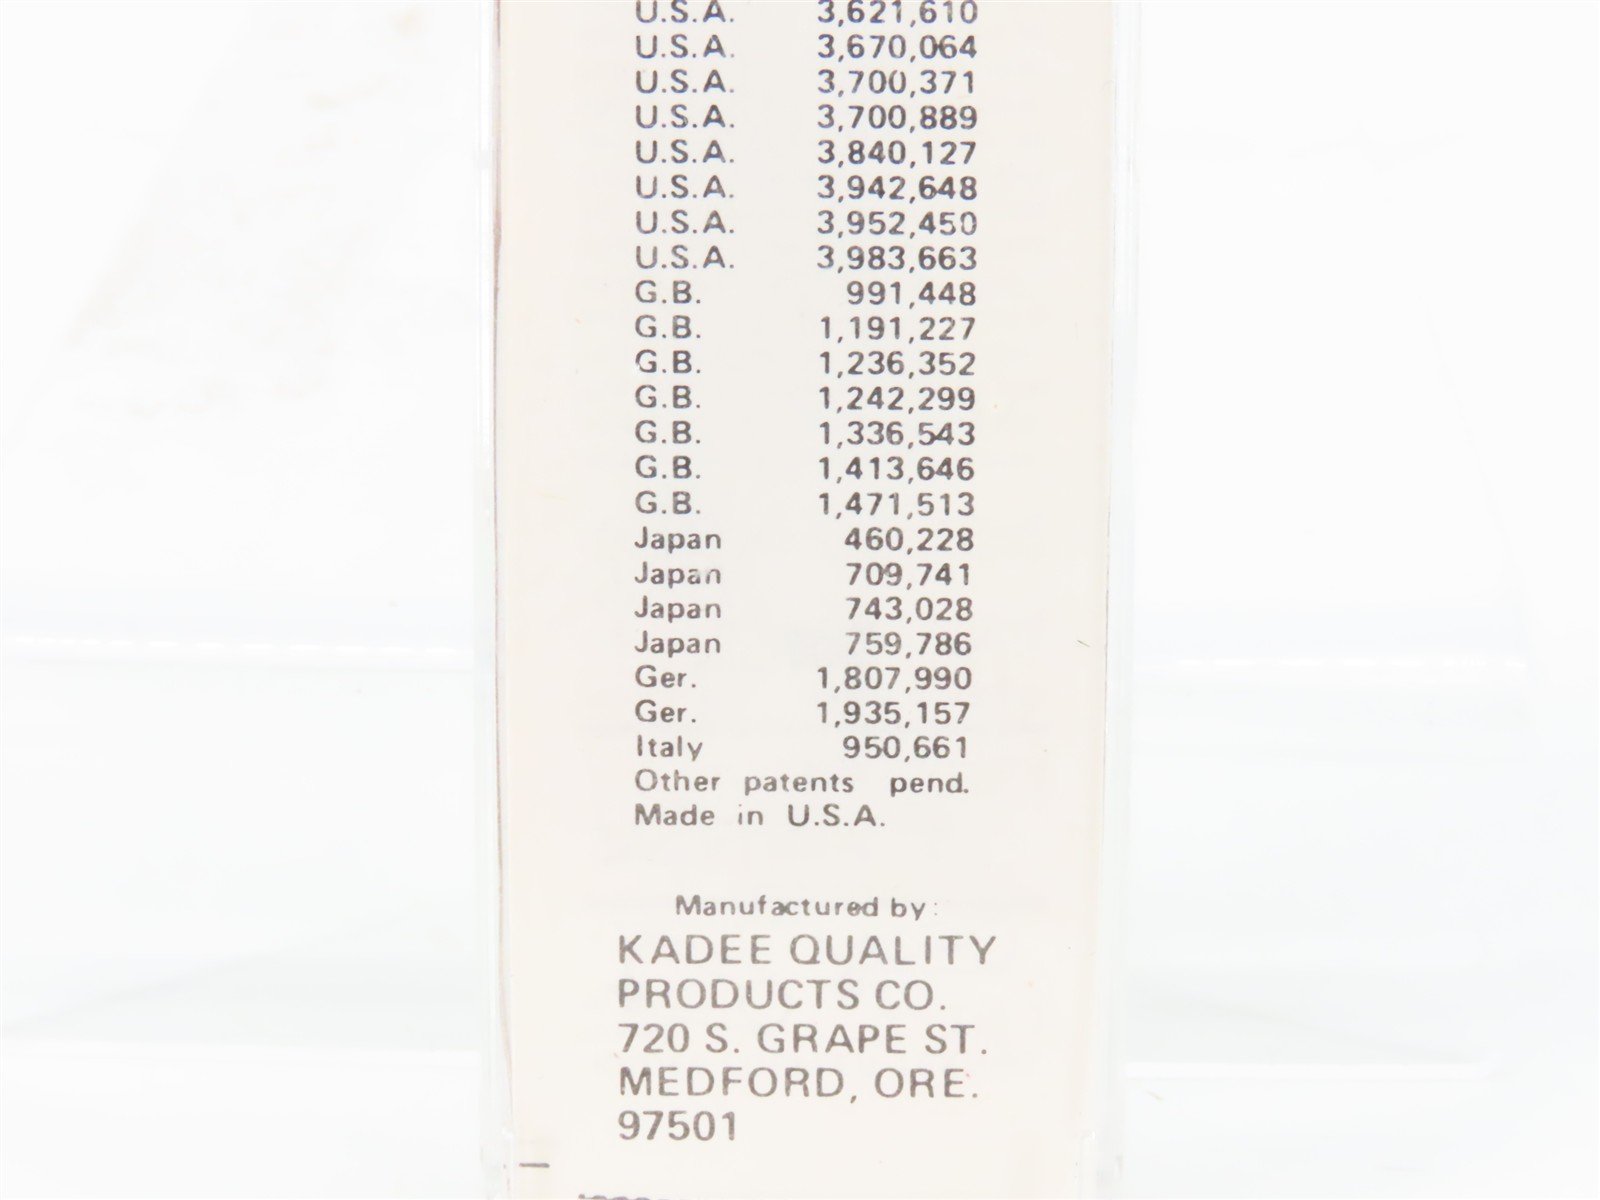 U.S.A. 3,621,610
U.S.A. 3,670,064
U.S.A. 3,700,371
U.S.A. 3,700,889
U.S.A. 3,840,127
U.S.A. 3,942,648
U.S.A. 3,952,450
U.S.A. 3,983,663
G.B. 991,448
G.B. 1,191,227
G.B. 1,236,352
G.B. 1,242,299
G.B. 1,336,543
G.B. 1,413,646
G.B. 1,471,513
Japan 460,228
Japan 709,741
Japan 743,028
Japan 759,786
Ger. 1,807,990
Ger. 1,935,157
Italy 950,661
Other patents pend.
Made in U.S.A.
Manufactured by:
KADEE QUALITY
PRODUCTS CO.
720 S. GRAPE ST.
MEDFORD, ORE.
97501